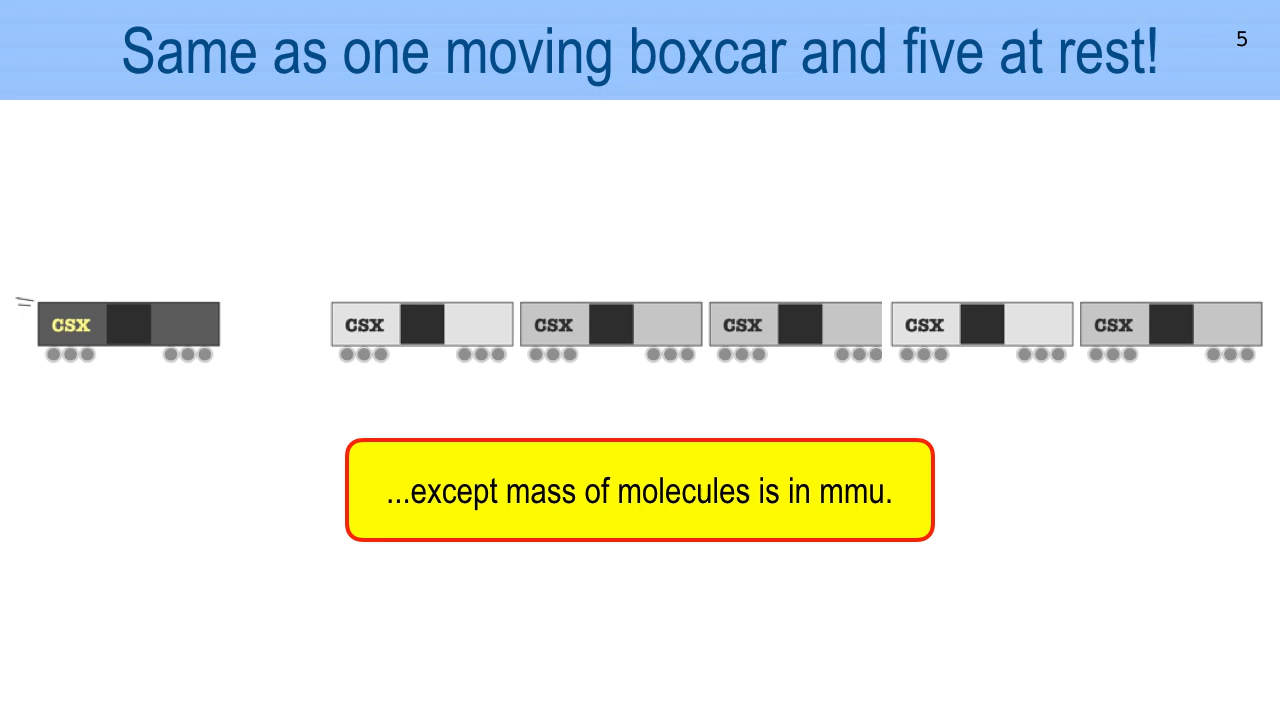 Same as one moving boxcar and five at rest!
5
CSX
CSX
CSX
CSX
CSX
CSX
...except mass of molecules is in mmu.